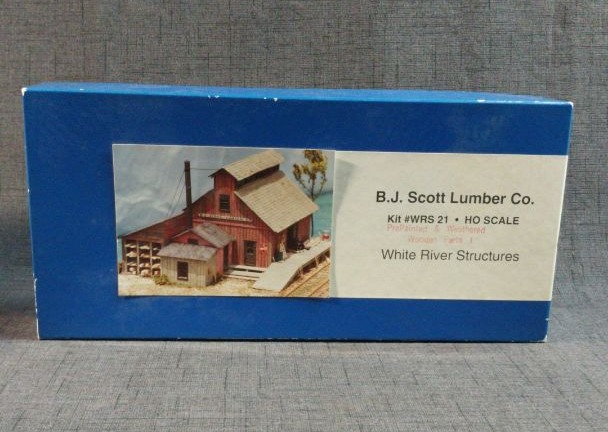 B.J. Scott Lumber Co.
Kit #WRS 21 • HO SCALE
PrePainted & Weathered
Wooden Parts !
White River Structures